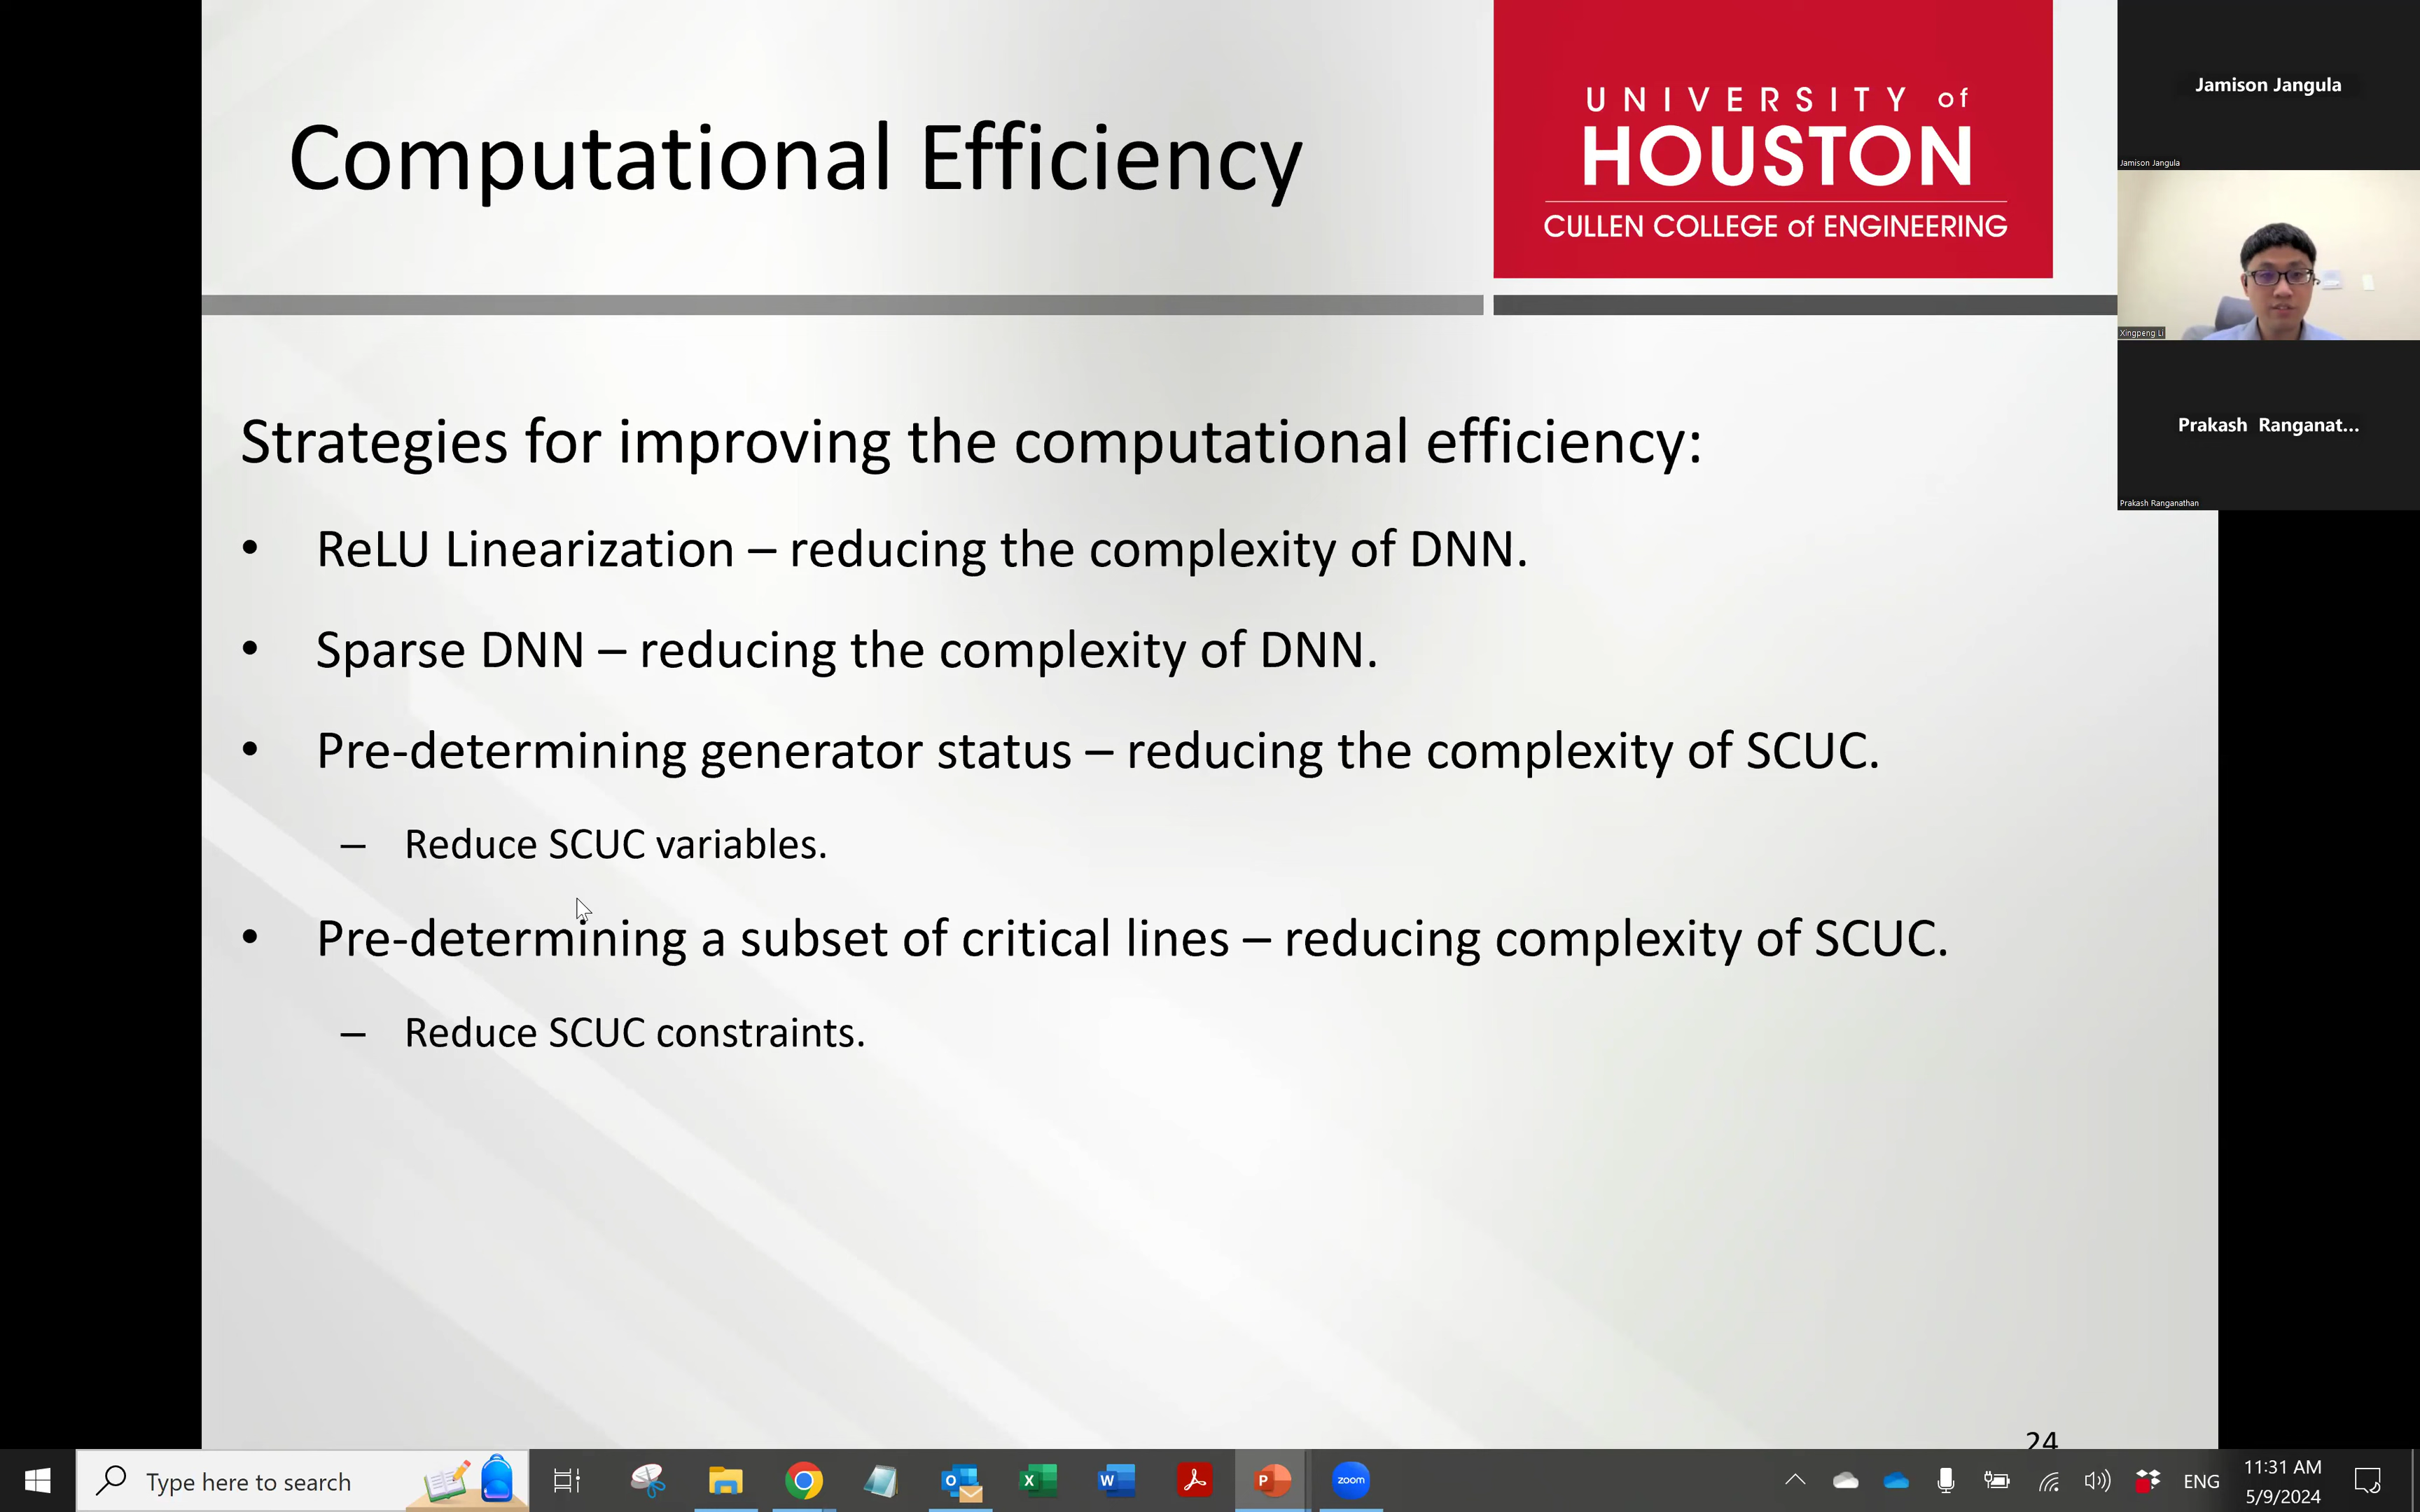 Computational Efficiency
UNIVERSITY of
HOUSTON
CULLEN COLLEGE of ENGINEERING
Jamison Jangula
Jamison Jangula
Xingpeng Li
Prakash Ranganat...
Prakash Ranganathan
Strategies for improving the computational efficiency:
• ReLU Linearization – reducing the complexity of DNN.
• Sparse DNN – reducing the complexity of DNN.
• Pre-determining generator status – reducing the complexity of SCUC.
– Reduce SCUC variables.
• Pre-determining a subset of critical lines – reducing complexity of SCUC.
– Reduce SCUC constraints.
24
Type here to search
zoom
ENG
11:31 AM
5/9/2024